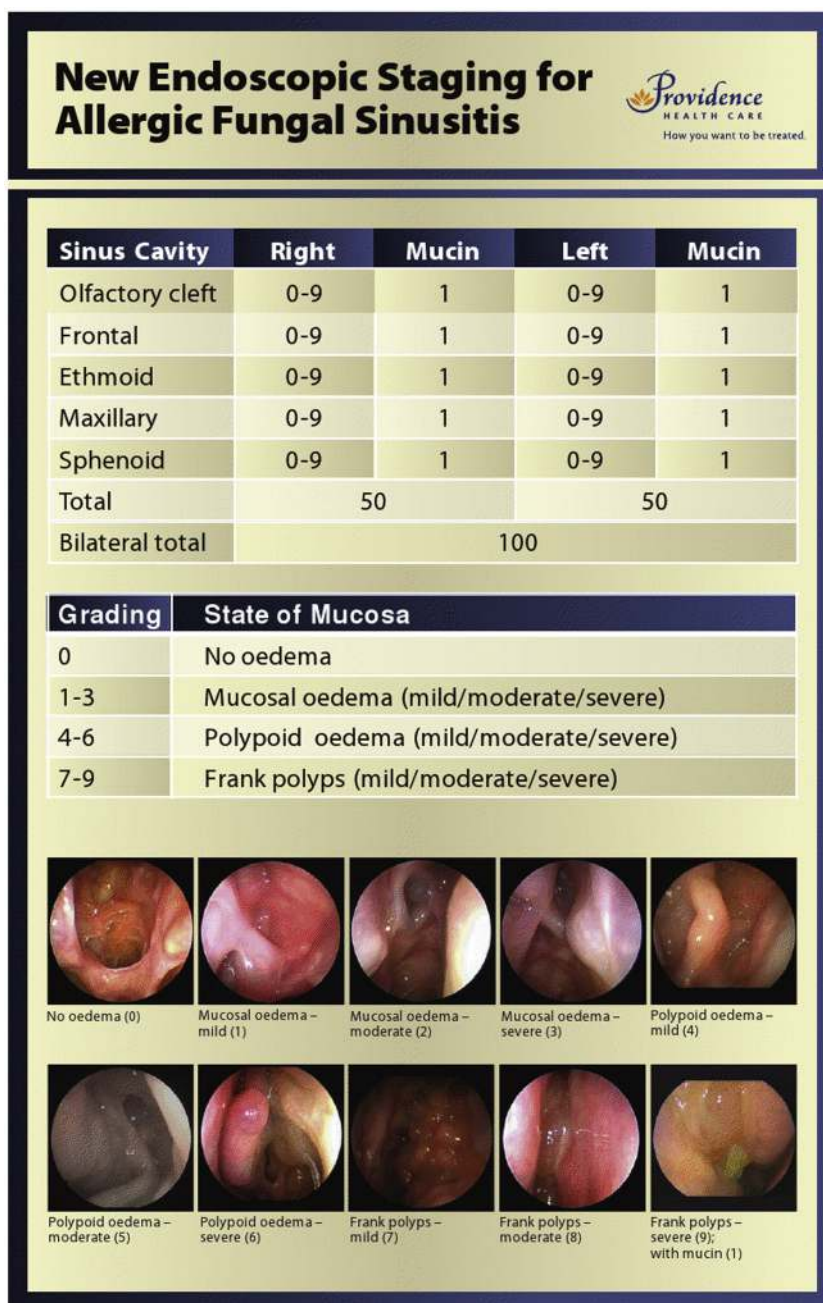 New Endoscopic Staging for
Allergic Fungal Sinusitis
Providence
HEALTH CARE
How you want to be treated.
Sinus Cavity Right Mucin Left Mucin
Olfactory cleft 0-9 1 0-9 1
Frontal 0-9 1 0-9 1
Ethmoid 0-9 1 0-9 1
Maxillary 0-9 1 0-9 1
Sphenoid 0-9 1 0-9 1
Total 50 50
Bilateral total 100
Grading State of Mucosa
0 No oedema
1-3 Mucosal oedema (mild/moderate/severe)
4-6 Polypoid oedema (mild/moderate/severe)
7-9 Frank polyps (mild/moderate/severe)
No oedema (0)
Mucosal oedema –
mild (1)
Mucosal oedema –
moderate (2)
Mucosal oedema –
severe (3)
Polypoid oedema –
mild (4)
Polypoid oedema –
moderate (5)
Polypoid oedema –
severe (6)
Frank polyps –
mild (7)
Frank polyps –
moderate (8)
Frank polyps –
severe (9);
with mucin (1)